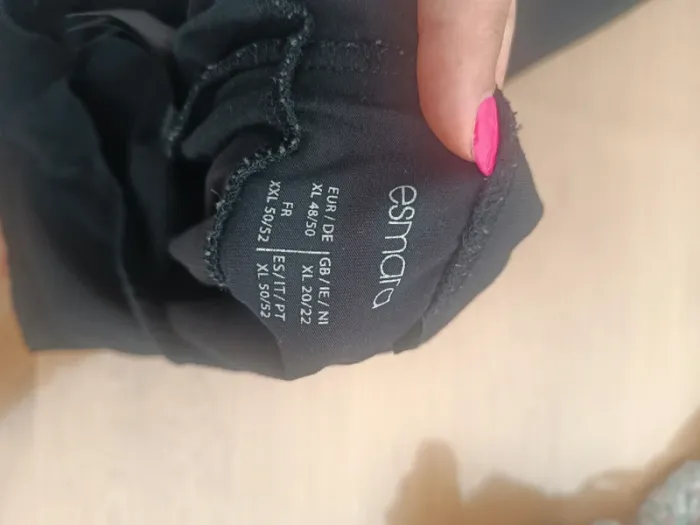 esmara
EUR / DE | GB / IE / NI
XL 48/50 | XL 20/22
FR | ES / IT / PT
XXL 50/52 | XL 50/52